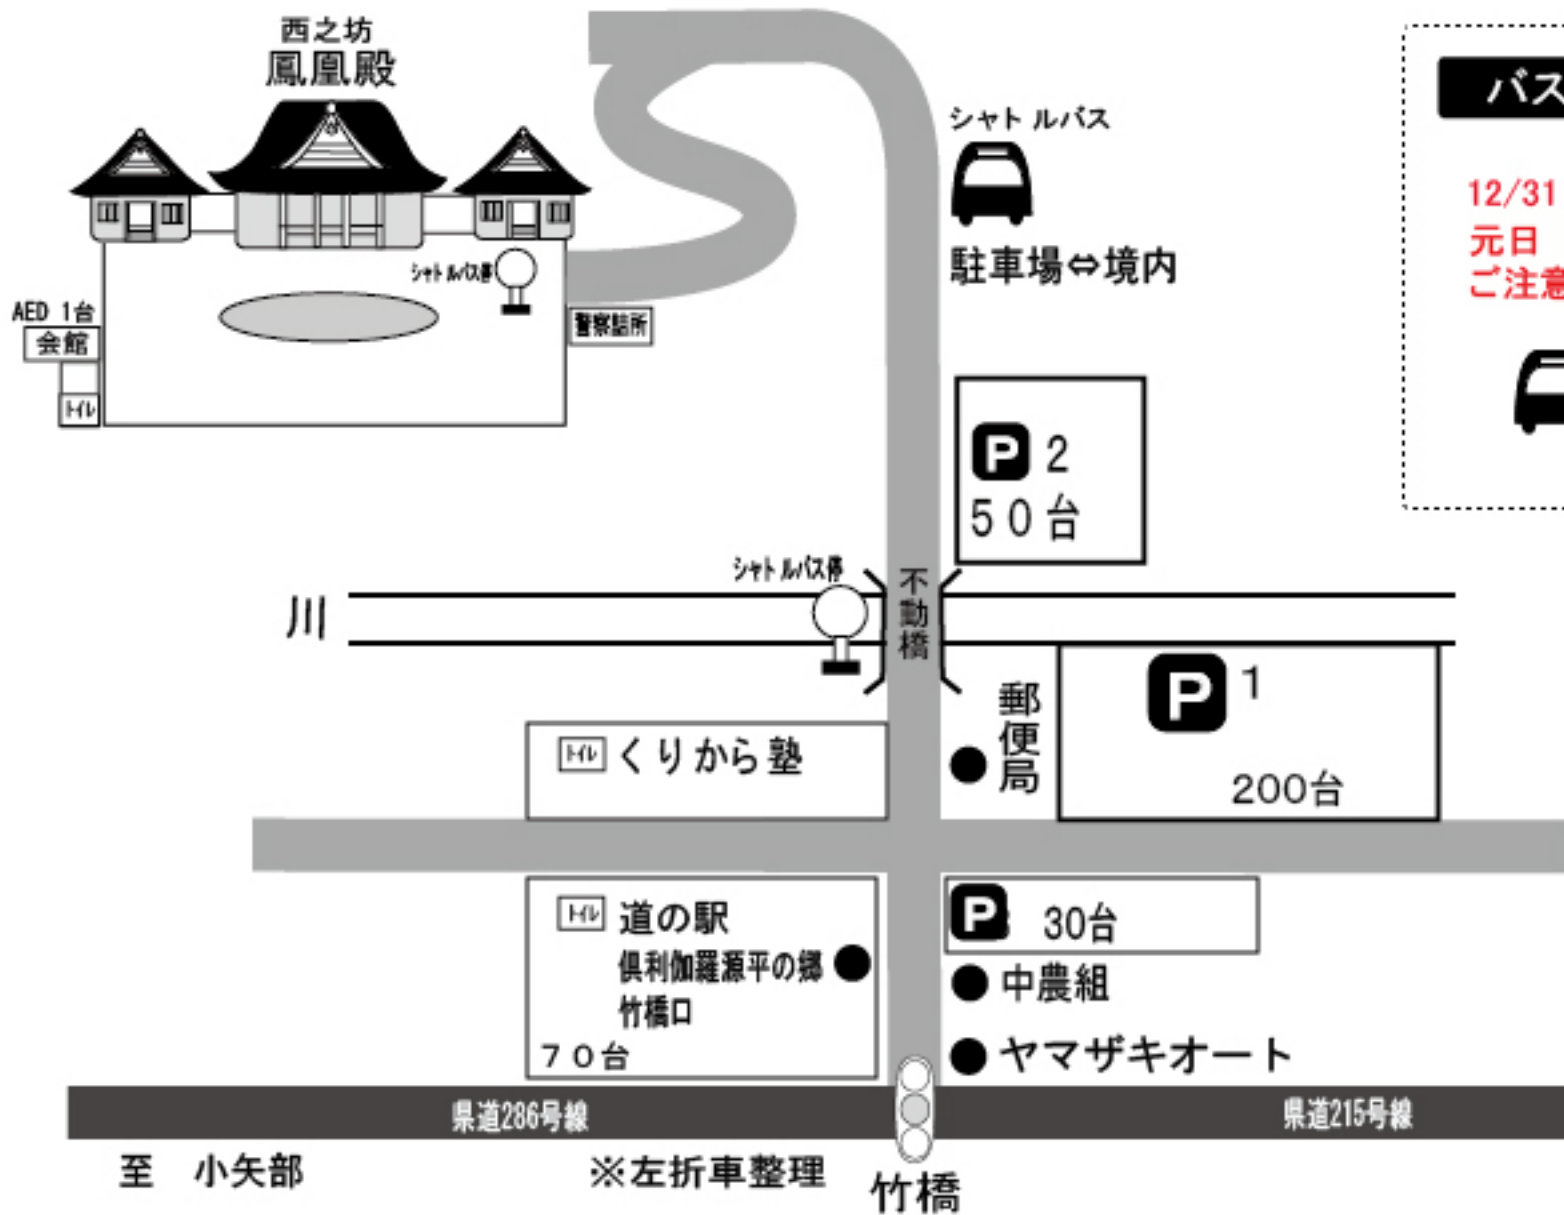 西之坊
鳳凰殿
シャトルバス
駐車場⇔境内
バス
12/31
元日
ご注意
シャトルバス停
AED 1台
会館
トイレ
警察詰所
P 2
50台
シャトルバス停
川
不動橋
P 1
200台
郵便局
トイレ くりから塾
トイレ 道の駅
倶利伽羅源平の郷
竹橋口
70台
P 30台
中農組
ヤマザキオート
県道286号線
県道215号線
至 小矢部
※左折車整理
竹橋